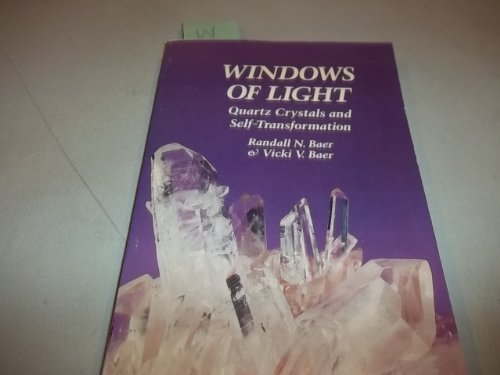 W
WINDOWS
OF LIGHT
Quartz Crystals and
Self-Transformation
Randall N. Baer
& Vicki V. Baer